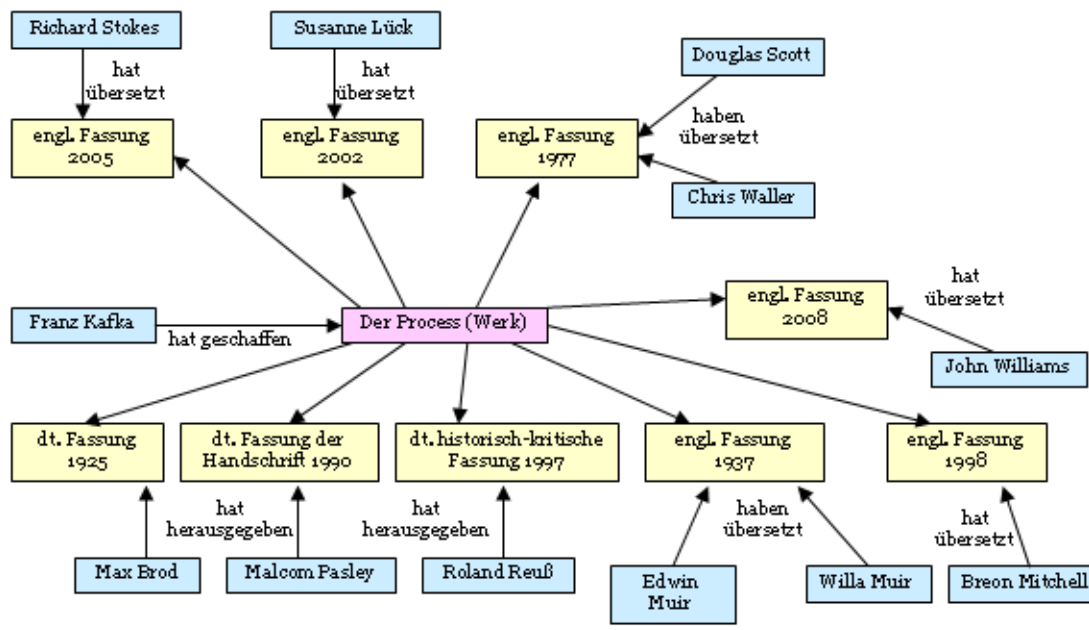 Richard Stokes
Susanne Lück
Douglas Scott
hat
übersetzt
hat
übersetzt
haben
übersetzt
engl. Fassung
2005
engl. Fassung
2002
engl. Fassung
1977
Chris Waller
hat
übersetzt
engl. Fassung
2008
Franz Kafka
hat geschaffen
Der Process (Werk)
John Williams
dt. Fassung
1925
dt. Fassung der
Handschrift 1990
dt. historisch-kritische
Fassung 1997
engl. Fassung
1937
engl. Fassung
1998
hat
herausgegeben
hat
herausgegeben
haben
übersetzt
hat
übersetzt
Max Brod
Malcom Pasley
Roland Reuß
Edwin
Muir
Willa Muir
Breon Mitchell